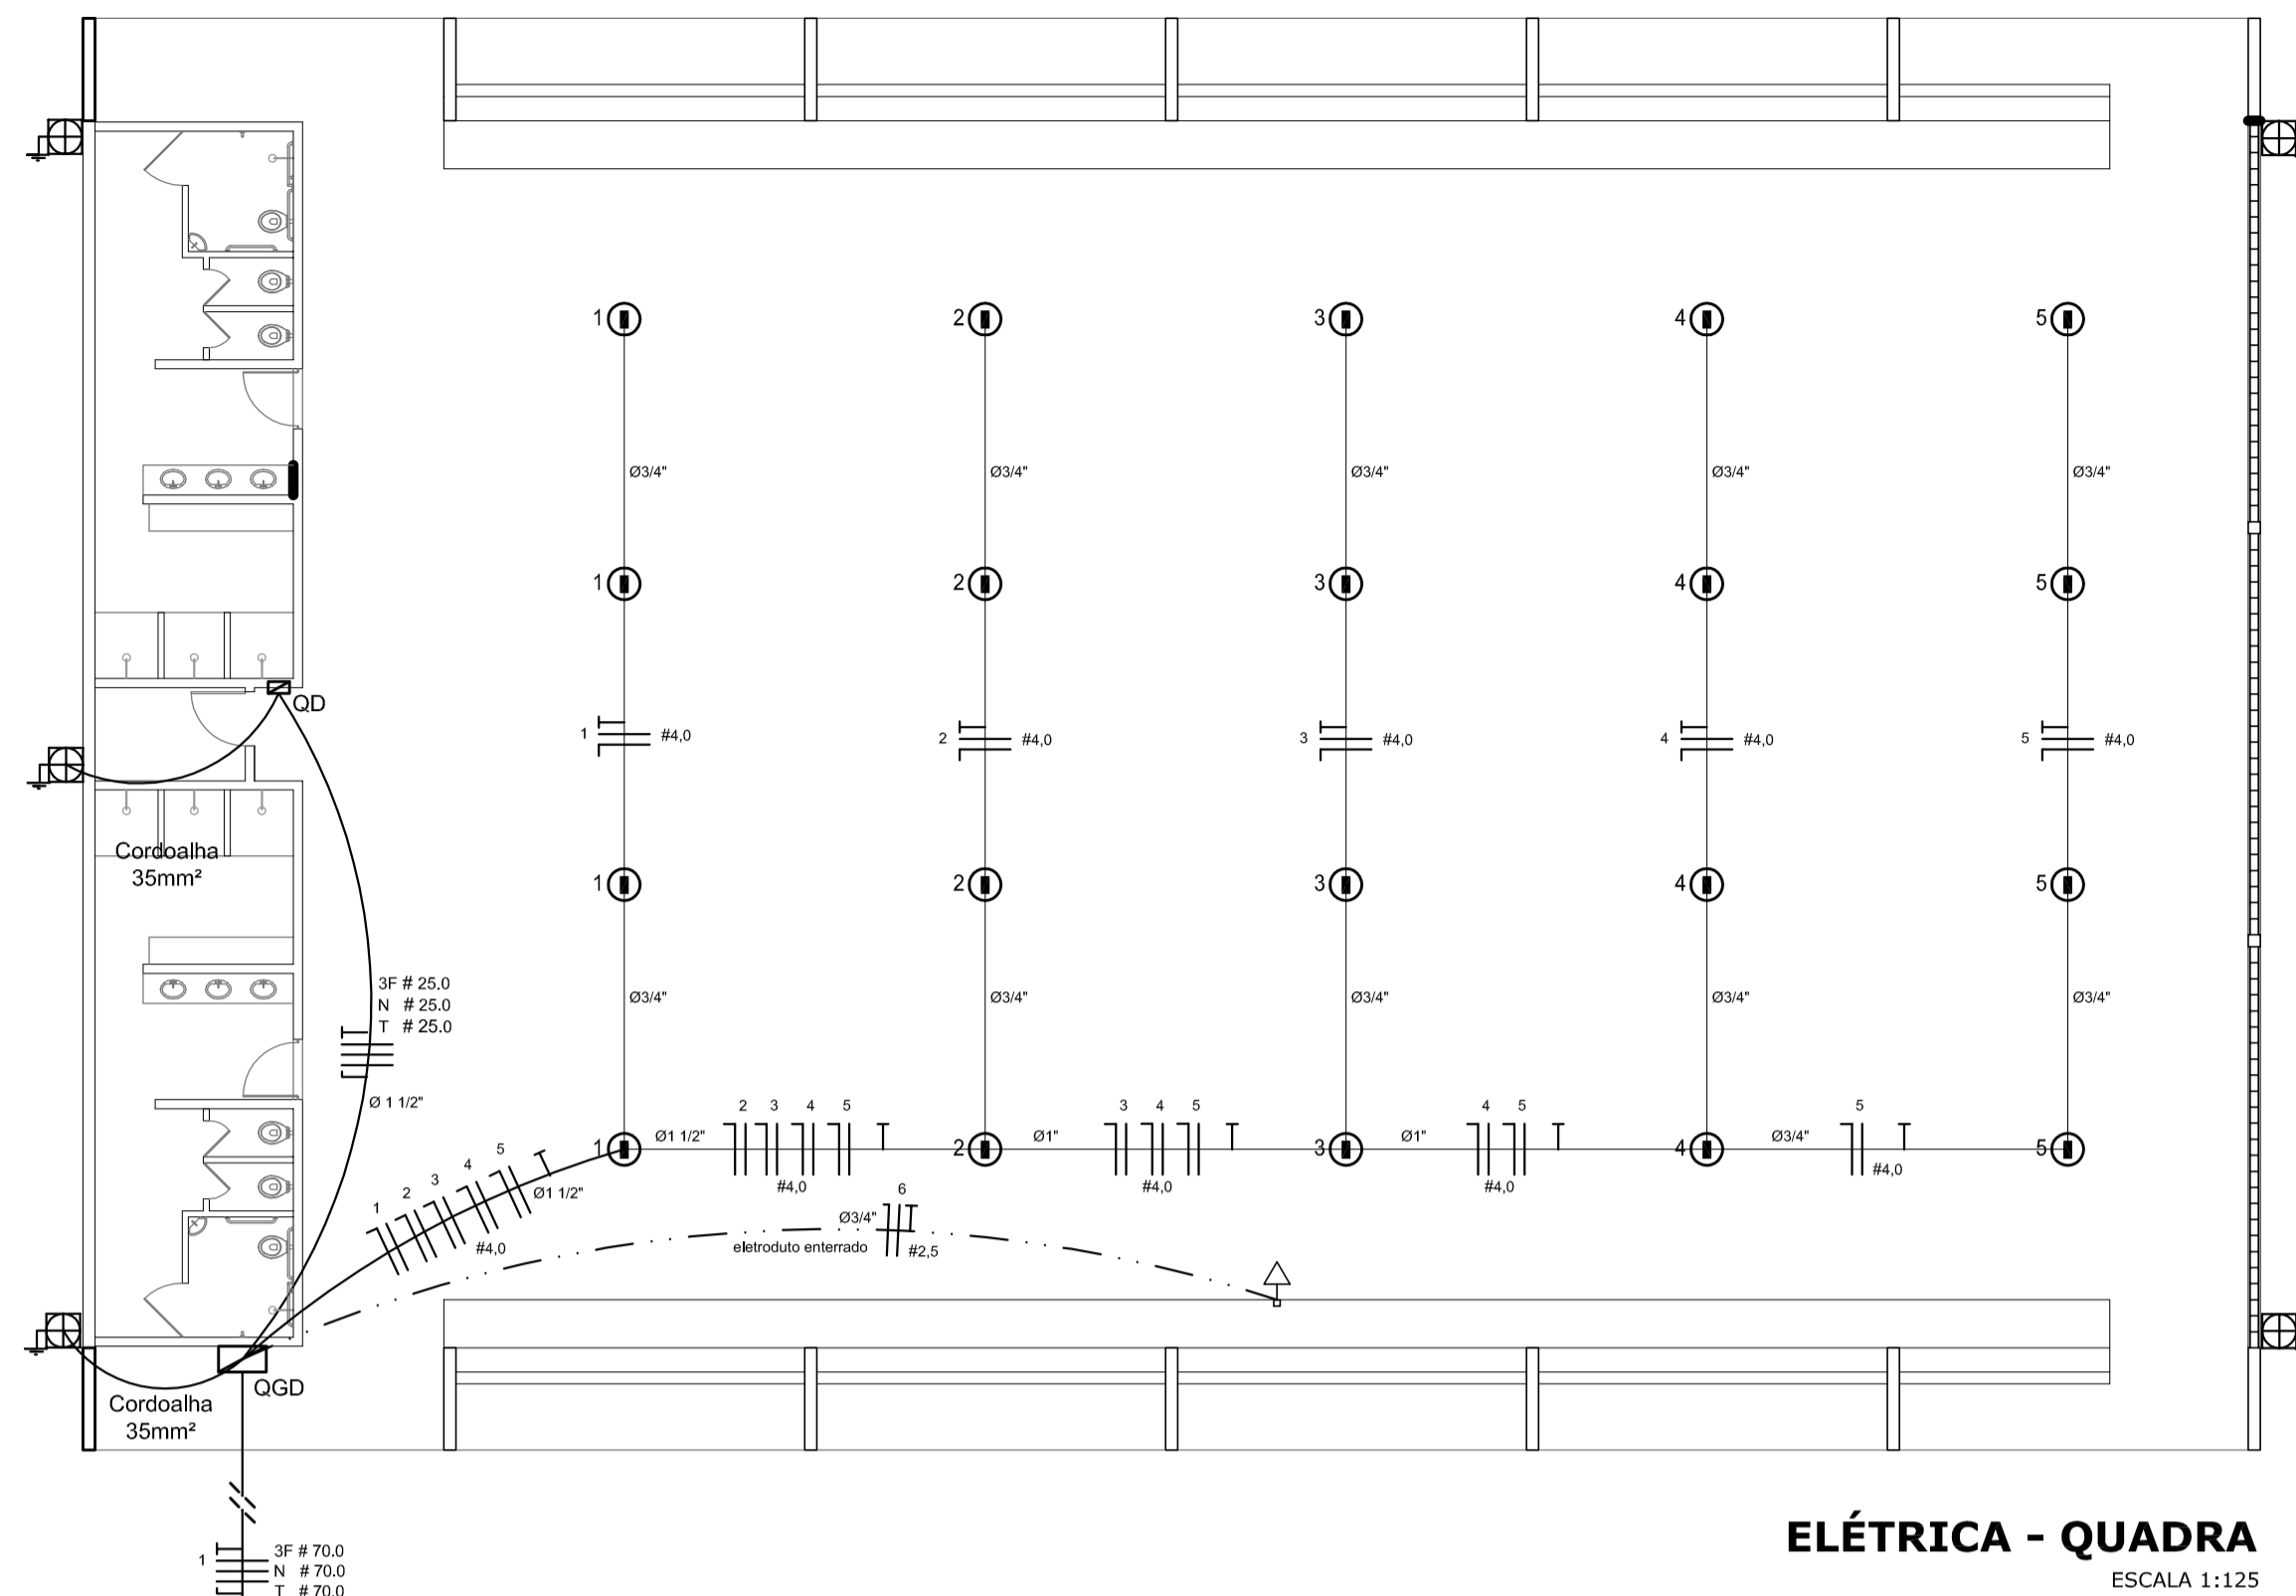 1 2 3 4 5
Ø3/4" Ø3/4" Ø3/4" Ø3/4" Ø3/4"
1 2 3 4 5
QD
1 #4,0 2 #4,0 3 #4,0 4 #4,0 5 #4,0
Cordoalha
35mm²
1 2 3 4 5
3F # 25.0
N # 25.0
T # 25.0
Ø3/4" Ø3/4" Ø3/4" Ø3/4" Ø3/4"
Ø 1 1/2"
2 3 4 5
3 4 5
4 5
5
1 Ø1 1/2" 2 Ø1" 3 Ø1" 4 Ø3/4" 5
#4,0 #4,0 #4,0 #4,0
1 2 3 4 5
Ø1 1/2"
#4,0
6
Ø3/4"
eletroduto enterrado #2,5
QGD
Cordoalha
35mm²
1
3F # 70.0
N # 70.0
T # 70.0
ELÉTRICA - QUADRA
ESCALA 1:125